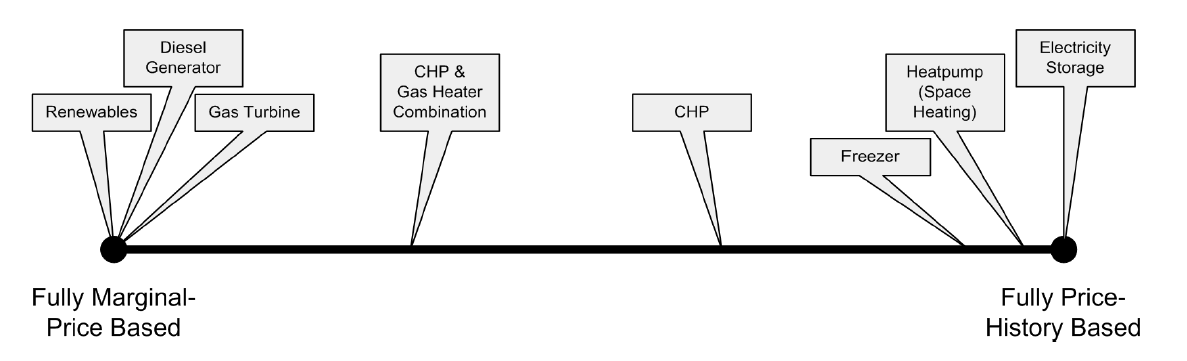 Renewables
Diesel
Generator
Gas Turbine
CHP &
Gas Heater
Combination
CHP
Freezer
Heatpump
(Space
Heating)
Electricity
Storage
Fully Marginal-
Price Based
Fully Price-
History Based